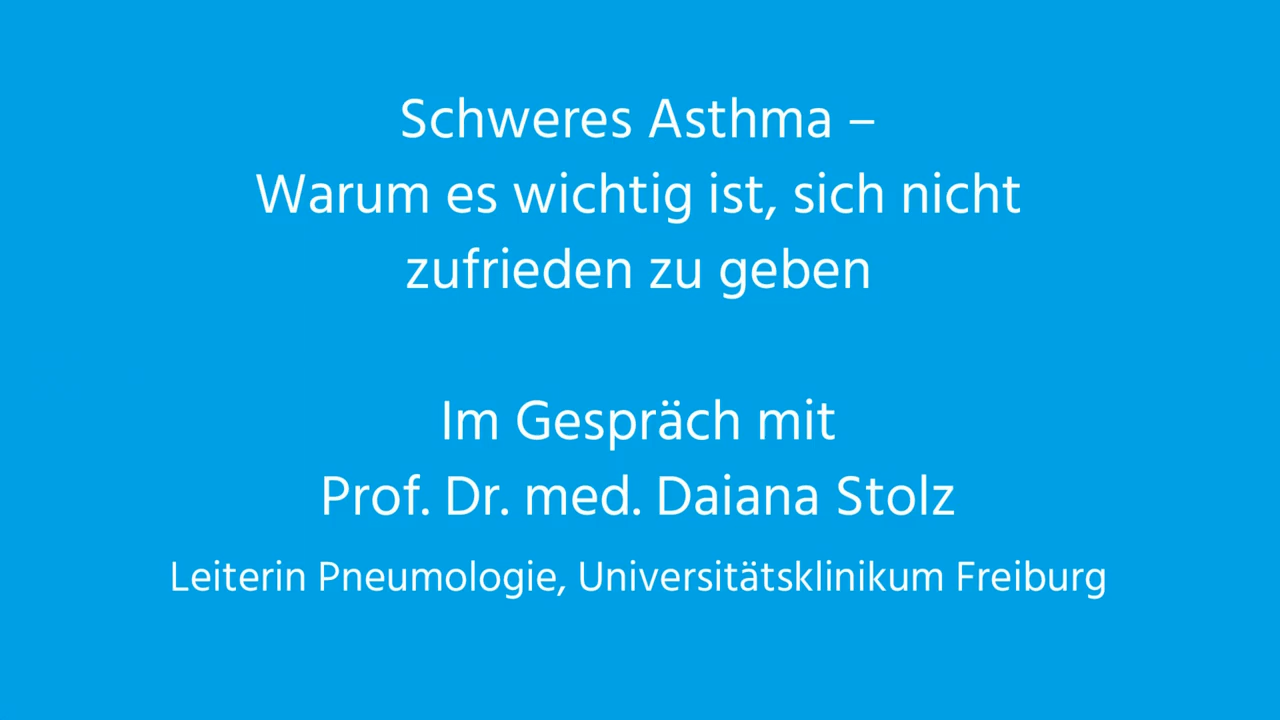 Schweres Asthma –
Warum es wichtig ist, sich nicht
zufrieden zu geben
Im Gespräch mit
Prof. Dr. med. Daiana Stolz
Leiterin Pneumologie, Universitätsklinikum Freiburg